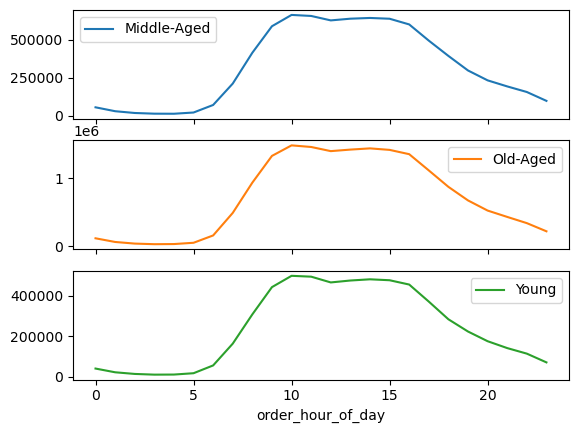 500000
Middle-Aged
250000
0
1e6
1
Old-Aged
0
400000
Young
200000
0
0 5 10 15 20
order_hour_of_day